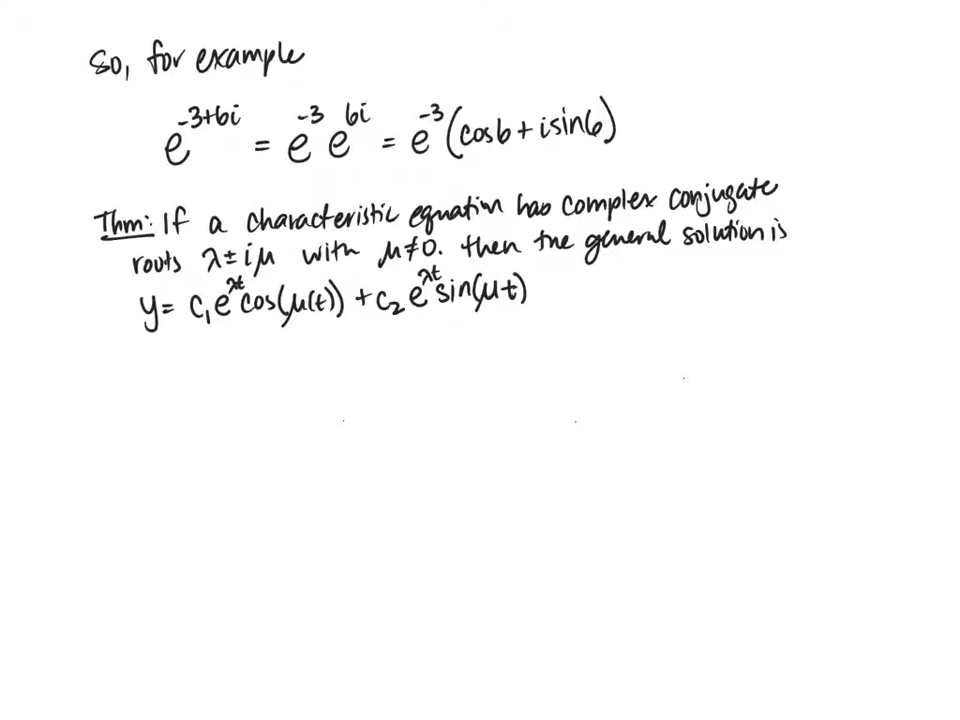 So, for example
e^{-3+6i} = e^{-3} e^{6i} = e^{-3}(cos6 + i sin6)
Thm: If a characteristic equation has complex conjugate
roots λ ± iμ with μ≠0. then the general solution is
y = c₁e^{λt}cos(μ(t)) + c₂e^{λt}sin(μt)